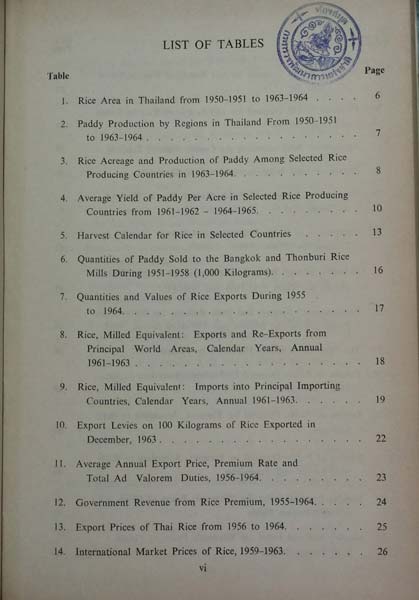 LIST OF TABLES
Table Page
1. Rice Area in Thailand from 1950-1951 to 1963-1964 . . . . 6
2. Paddy Production by Regions in Thailand From 1950-1951
to 1963-1964 . . . . . . . . . . . . . . . . 7
3. Rice Acreage and Production of Paddy Among Selected Rice
Producing Countries in 1963-1964. . . . . . . . . . . 8
4. Average Yield of Paddy Per Acre in Selected Rice Producing
Countries from 1961-1962 - 1964-1965. . . . . . . . . 10
5. Harvest Calendar for Rice in Selected Countries . . . . . 13
6. Quantities of Paddy Sold to the Bangkok and Thonburi Rice
Mills During 1951-1958 (1,000 Kilograms). . . . . . . . 16
7. Quantities and Values of Rice Exports During 1955
to 1964. . . . . . . . . . . . . . . . . . 17
8. Rice, Milled Equivalent: Exports and Re-Exports from
Principal World Areas, Calendar Years, Annual
1961-1963 . . . . . . . . . . . . . . . . . 18
9. Rice, Milled Equivalent: Imports into Principal Importing
Countries, Calendar Years, Annual 1961-1963. . . . . . 19
10. Export Levies on 100 Kilograms of Rice Exported in
December, 1963 . . . . . . . . . . . . . . . 22
11. Average Annual Export Price, Premium Rate and
Total Ad Valorem Duties, 1956-1964. . . . . . . . . 23
12. Government Revenue from Rice Premium, 1955-1964. . . . . 24
13. Export Prices of Thai Rice from 1956 to 1964. . . . . . . 25
14. International Market Prices of Rice, 1959-1963. . . . . . . 26
vi